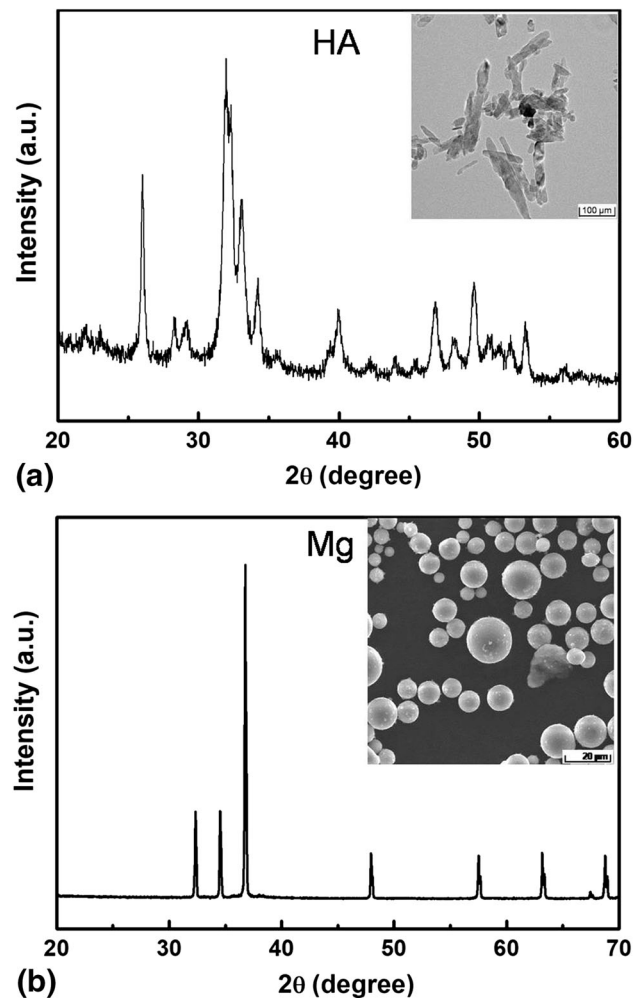 HA
100 µm
Intensity (a.u.)
20 30 40 50 60
2θ (degree)
(a)
Mg
20 µm
Intensity (a.u.)
20 30 40 50 60 70
2θ (degree)
(b)